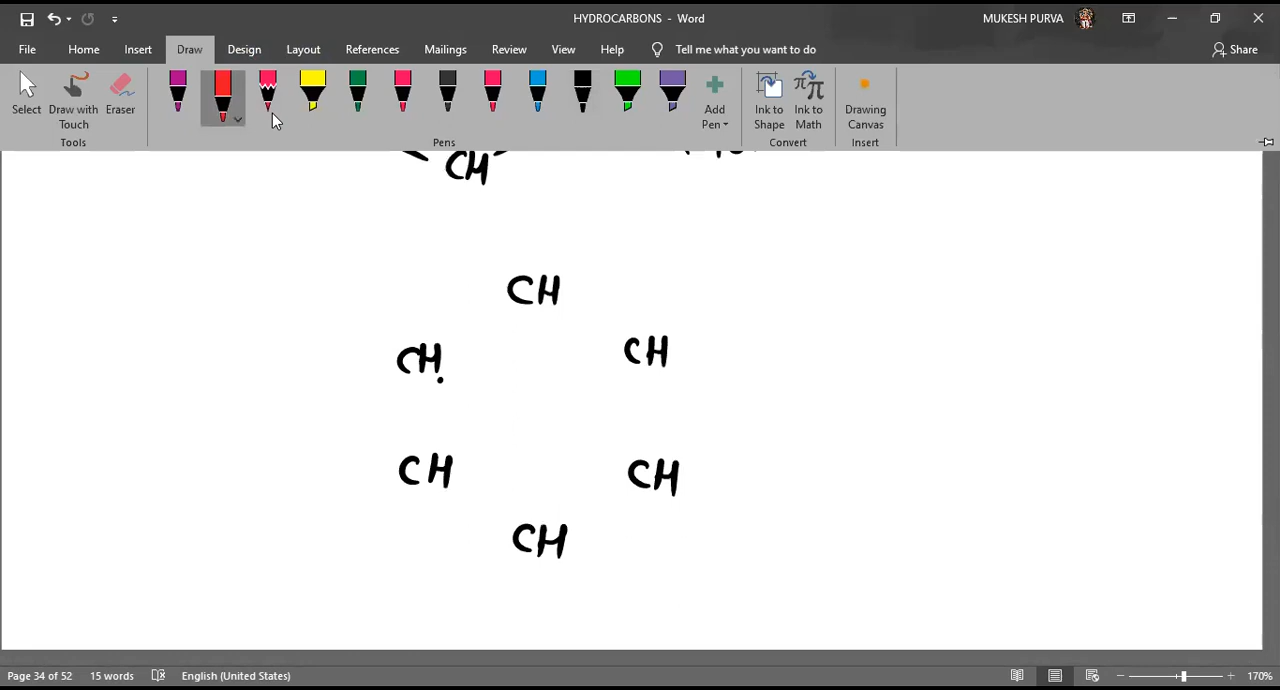 HYDROCARBONS - Word
MUKESH PURVA
File Home Insert Draw Design Layout References Mailings Review View Help Tell me what you want to do Share
Select Draw with Touch Eraser Add Pen Ink to Shape Ink to Math Drawing Canvas
Tools Pens Convert Insert
CH
CH
CH CH
CH CH
CH
Page 34 of 52 15 words English (United States) 170%